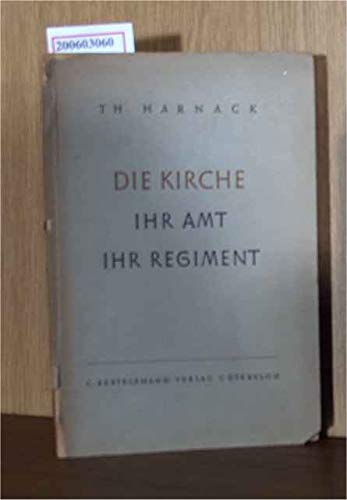 200603060
TH HARNACK
DIE KIRCHE
IHR AMT
IHR REGIMENT
C. BERTELSMANN VERLAG GÜTERSLOH